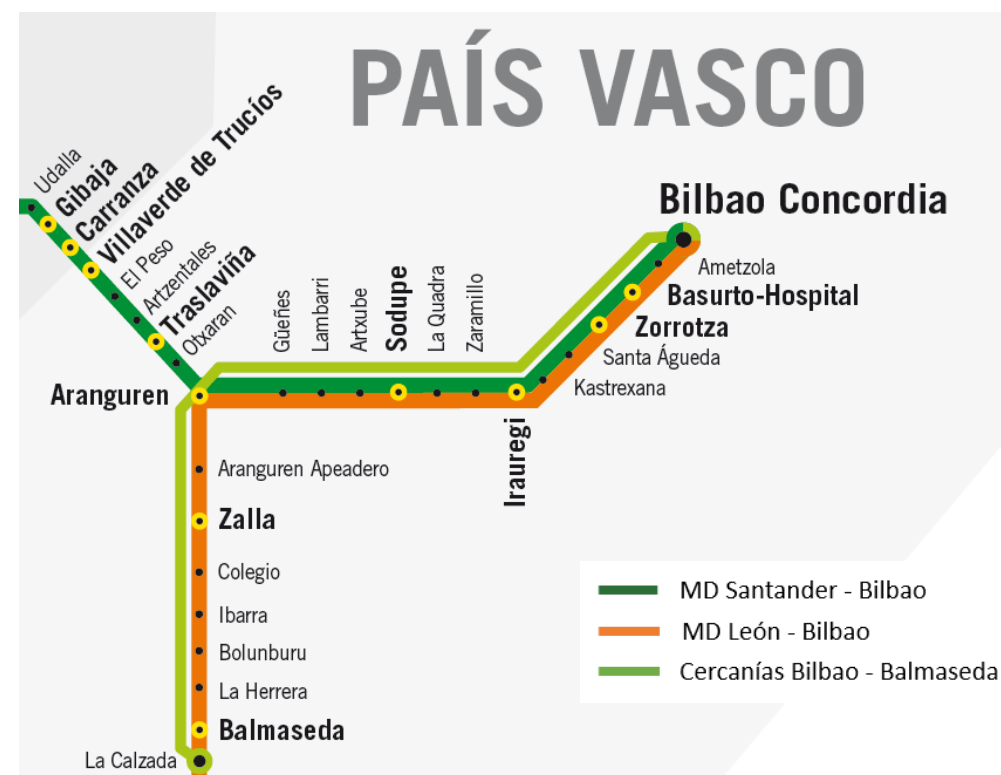 PAÍS VASCO
Udalla
Gibaja
Carranza
Villaverde de Trucíos
El Peso
Artzentales
Traslaviña
Otxaran
Aranguren
Güeñes
Lambarri
Artxube
Sodupe
La Quadra
Zaramillo
Irauregi
Bilbao Concordia
Ametzola
Basurto-Hospital
Zorrotza
Santa Águeda
Kastrexana
Aranguren Apeadero
Zalla
Colegio
Ibarra
Bolunburu
La Herrera
Balmaseda
La Calzada
MD Santander - Bilbao
MD León - Bilbao
Cercanías Bilbao - Balmaseda